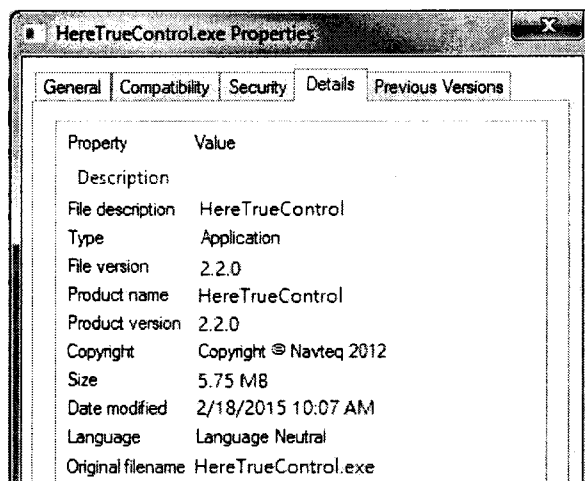 HereTrueControl.exe Properties
General Compatibility Security Details Previous Versions
Property Value
Description
File description HereTrueControl
Type Application
File version 2.2.0
Product name HereTrueControl
Product version 2.2.0
Copyright Copyright © Navteq 2012
Size 5.75 MB
Date modified 2/18/2015 10:07 AM
Language Language Neutral
Original filename HereTrueControl.exe